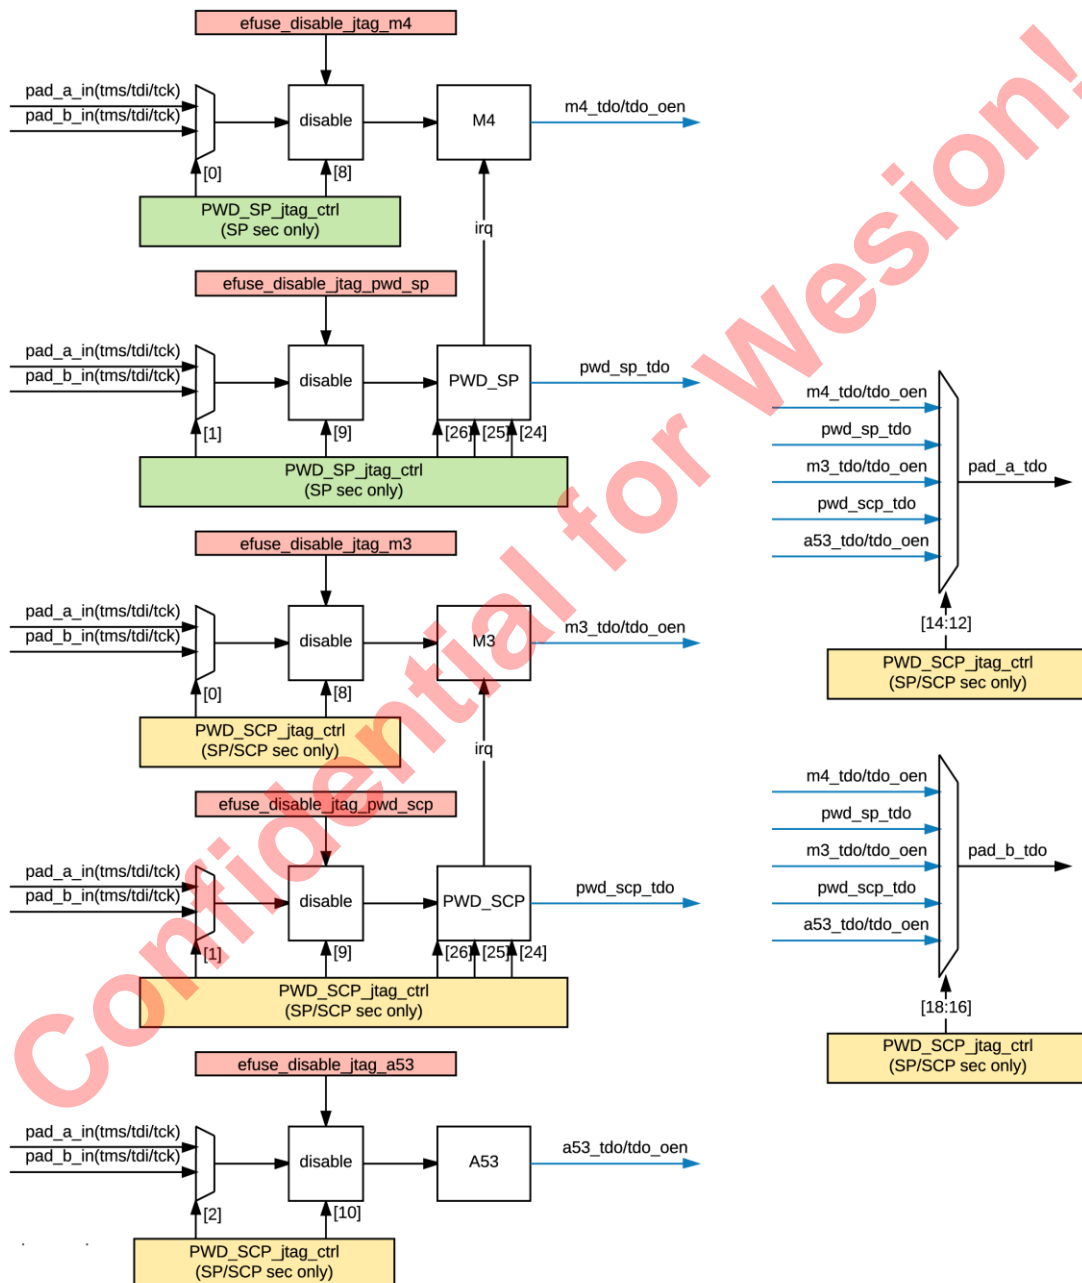 efuse_disable_jtag_m4
pad_a_in(tms/tdi/tck)
pad_b_in(tms/tdi/tck)
disable
M4
m4_tdo/tdo_oen
[0]
[8]
PWD_SP_jtag_ctrl
(SP sec only)
irq
efuse_disable_jtag_pwd_sp
pad_a_in(tms/tdi/tck)
pad_b_in(tms/tdi/tck)
disable
PWD_SP
pwd_sp_tdo
[1]
[9]
[26]
[25]
[24]
PWD_SP_jtag_ctrl
(SP sec only)
efuse_disable_jtag_m3
pad_a_in(tms/tdi/tck)
pad_b_in(tms/tdi/tck)
disable
M3
m3_tdo/tdo_oen
[0]
[8]
PWD_SCP_jtag_ctrl
(SP/SCP sec only)
irq
efuse_disable_jtag_pwd_scp
pad_a_in(tms/tdi/tck)
pad_b_in(tms/tdi/tck)
disable
PWD_SCP
pwd_scp_tdo
[1]
[9]
[26]
[25]
[24]
PWD_SCP_jtag_ctrl
(SP/SCP sec only)
efuse_disable_jtag_a53
pad_a_in(tms/tdi/tck)
pad_b_in(tms/tdi/tck)
disable
A53
a53_tdo/tdo_oen
[2]
[10]
PWD_SCP_jtag_ctrl
(SP/SCP sec only)
m4_tdo/tdo_oen
pwd_sp_tdo
m3_tdo/tdo_oen
pwd_scp_tdo
a53_tdo/tdo_oen
pad_a_tdo
[14:12]
PWD_SCP_jtag_ctrl
(SP/SCP sec only)
m4_tdo/tdo_oen
pwd_sp_tdo
m3_tdo/tdo_oen
pwd_scp_tdo
a53_tdo/tdo_oen
pad_b_tdo
[18:16]
PWD_SCP_jtag_ctrl
(SP/SCP sec only)
Confidential for Wesion!